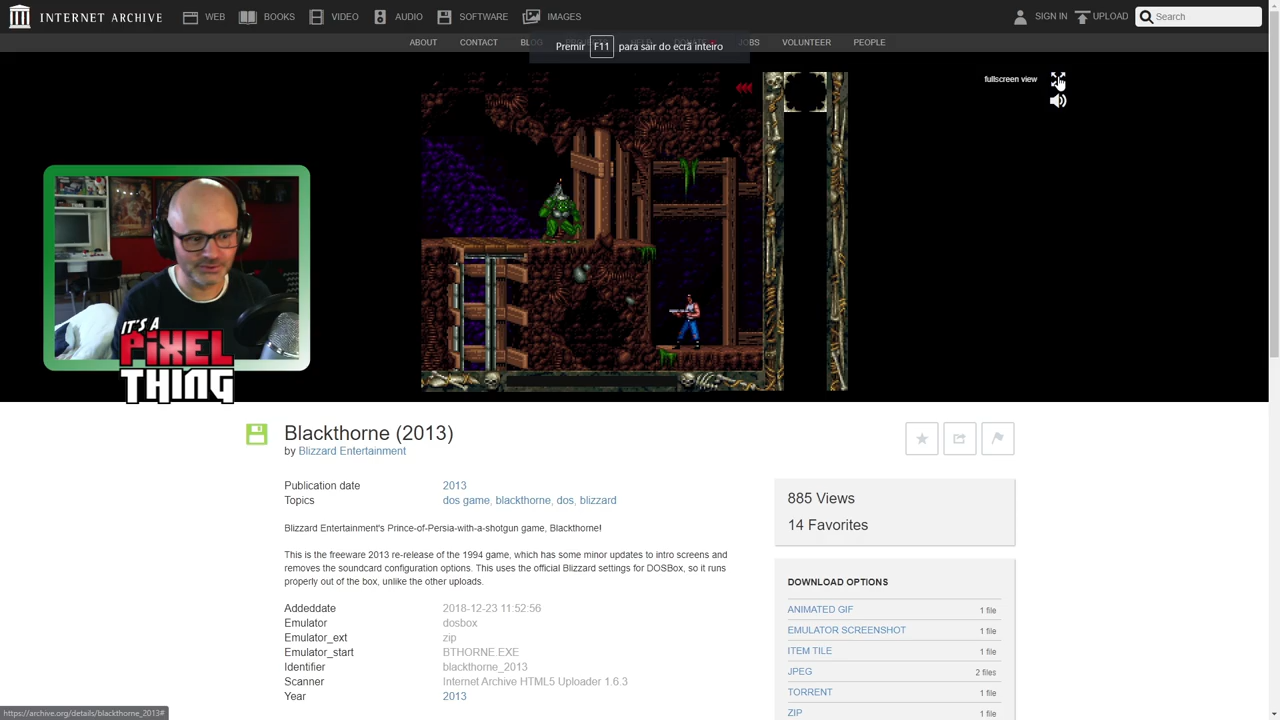 INTERNET ARCHIVE
WEB
BOOKS
VIDEO
AUDIO
SOFTWARE
IMAGES
SIGN IN
UPLOAD
Search
ABOUT
CONTACT
BLOG
PROJECTS
HELP
DONATE
JOBS
VOLUNTEER
PEOPLE
Premir F11 para sair do ecrã inteiro
fullscreen view
IT'S A
PIXEL
THING
Blackthorne (2013)
by Blizzard Entertainment
Publication date 2013
Topics dos game, blackthorne, dos, blizzard
Blizzard Entertainment's Prince-of-Persia-with-a-shotgun game, Blackthorne!
This is the freeware 2013 re-release of the 1994 game, which has some minor updates to intro screens and
removes the soundcard configuration options. This uses the official Blizzard settings for DOSBox, so it runs
properly out of the box, unlike the other uploads.
Addeddate 2018-12-23 11:52:56
Emulator dosbox
Emulator_ext zip
Emulator_start BTHORNE.EXE
Identifier blackthorne_2013
Scanner Internet Archive HTML5 Uploader 1.6.3
Year 2013
885 Views
14 Favorites
DOWNLOAD OPTIONS
ANIMATED GIF 1 file
EMULATOR SCREENSHOT 1 file
ITEM TILE 1 file
JPEG 2 files
TORRENT 1 file
ZIP 1 file
https://archive.org/details/blackthorne_2013#